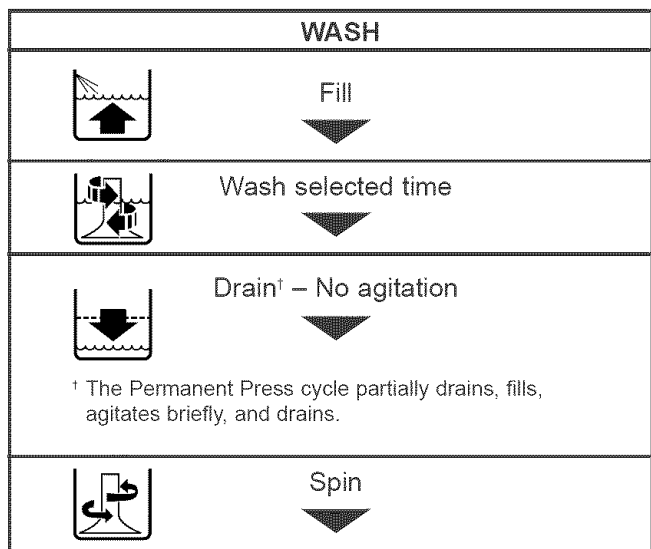 WASH
Fill
Wash selected time
Drain† – No agitation
† The Permanent Press cycle partially drains, fills,
agitates briefly, and drains.
Spin